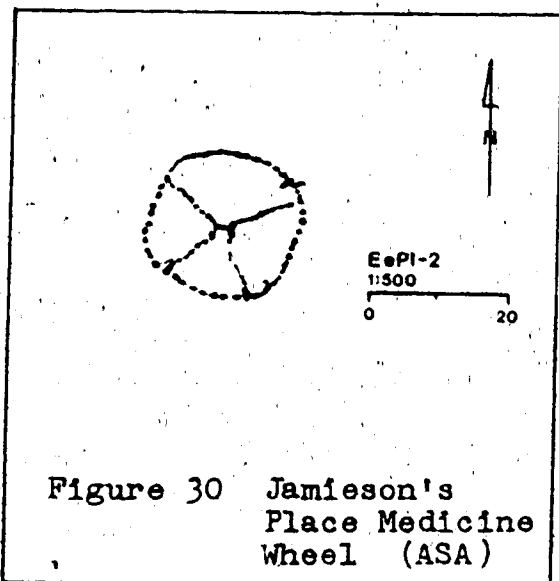 N
EePl-2
1:500
0 20
Figure 30 Jamieson's
Place Medicine
Wheel (ASA)